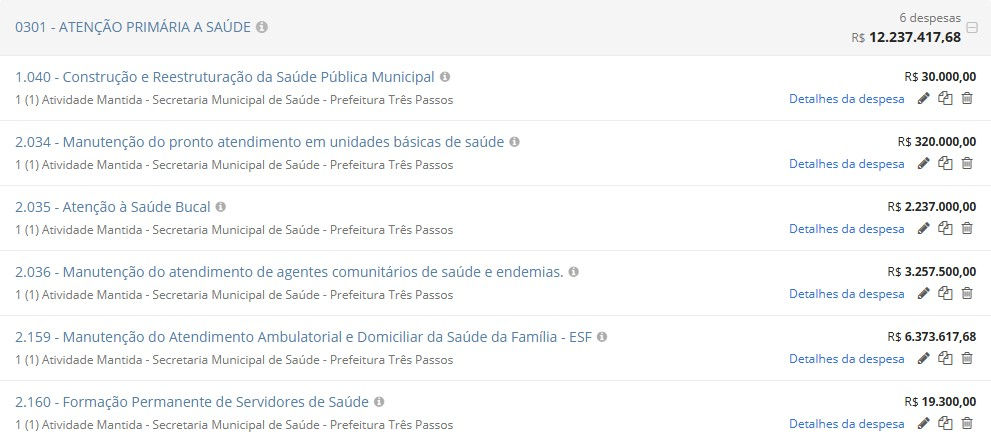 0301 - ATENÇÃO PRIMÁRIA A SAÚDE
6 despesas
R$ 12.237.417,68
1.040 - Construção e Reestruturação da Saúde Pública Municipal
R$ 30.000,00
1 (1) Atividade Mantida - Secretaria Municipal de Saúde - Prefeitura Três Passos
Detalhes da despesa
2.034 - Manutenção do pronto atendimento em unidades básicas de saúde
R$ 320.000,00
1 (1) Atividade Mantida - Secretaria Municipal de Saúde - Prefeitura Três Passos
Detalhes da despesa
2.035 - Atenção à Saúde Bucal
R$ 2.237.000,00
1 (1) Atividade Mantida - Secretaria Municipal de Saúde - Prefeitura Três Passos
Detalhes da despesa
2.036 - Manutenção do atendimento de agentes comunitários de saúde e endemias.
R$ 3.257.500,00
1 (1) Atividade Mantida - Secretaria Municipal de Saúde - Prefeitura Três Passos
Detalhes da despesa
2.159 - Manutenção do Atendimento Ambulatorial e Domiciliar da Saúde da Família - ESF
R$ 6.373.617,68
1 (1) Atividade Mantida - Secretaria Municipal de Saúde - Prefeitura Três Passos
Detalhes da despesa
2.160 - Formação Permanente de Servidores de Saúde
R$ 19.300,00
1 (1) Atividade Mantida - Secretaria Municipal de Saúde - Prefeitura Três Passos
Detalhes da despesa